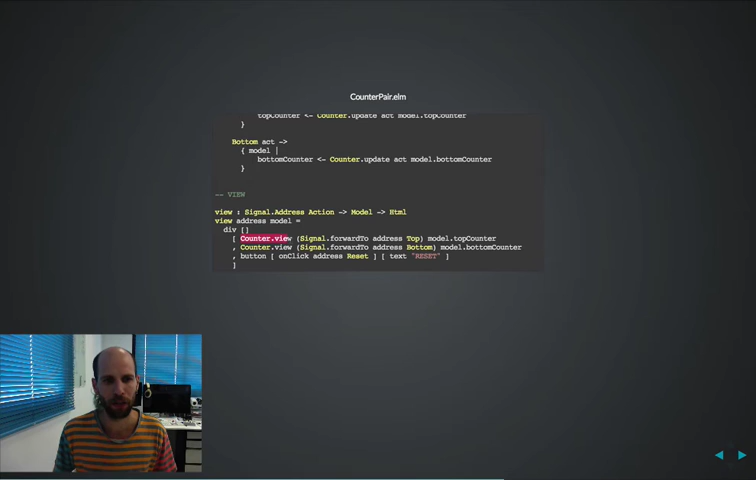 CounterPair.elm
topCounter <- Counter.update act model.topCounter
}
Bottom act ->
{ model |
bottomCounter <- Counter.update act model.bottomCounter
}
-- VIEW
view : Signal.Address Action -> Model -> Html
view address model =
div []
[ Counter.view (Signal.forwardTo address Top) model.topCounter
, Counter.view (Signal.forwardTo address Bottom) model.bottomCounter
, button [ onClick address Reset ] [ text "RESET" ]
]